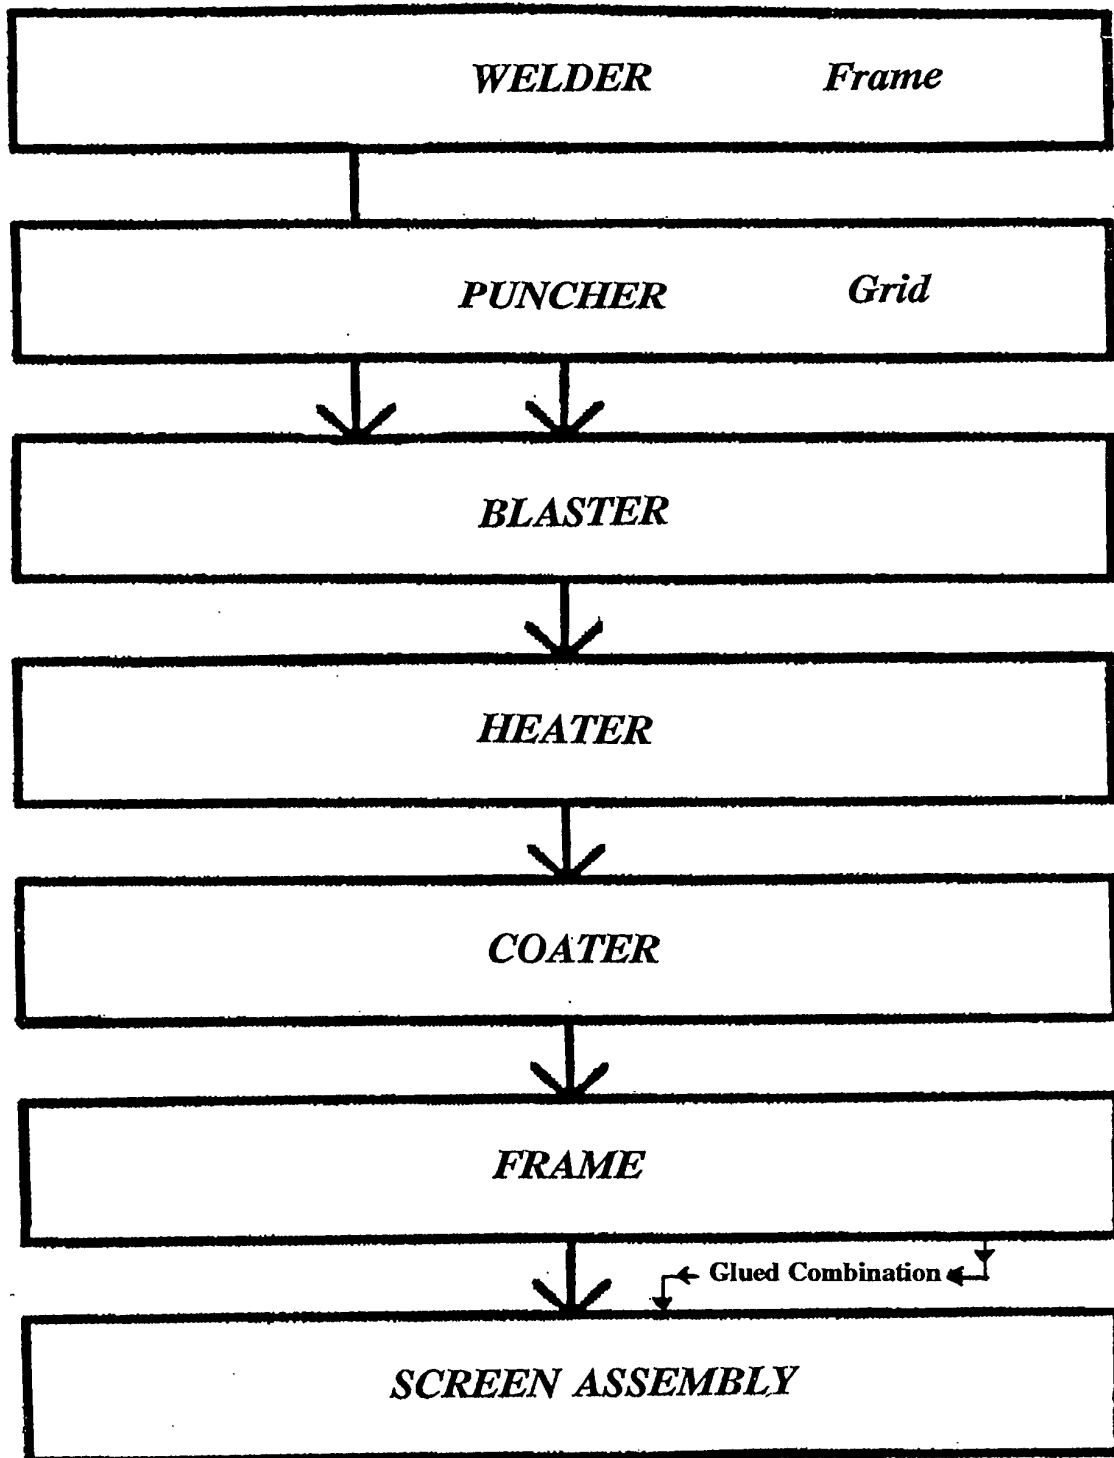 WELDER Frame
PUNCHER Grid
BLASTER
HEATER
COATER
FRAME
Glued Combination
SCREEN ASSEMBLY